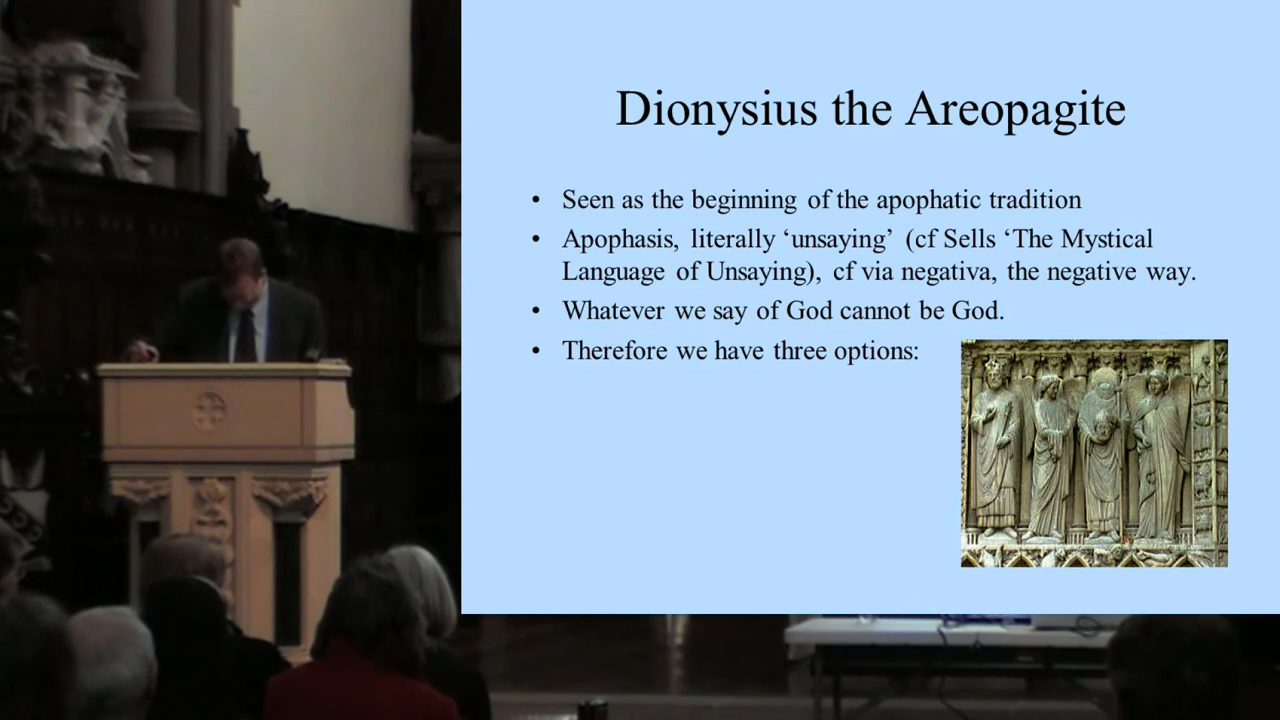 Dionysius the Areopagite
• Seen as the beginning of the apophatic tradition
• Apophasis, literally ‘unsaying’ (cf Sells ‘The Mystical
Language of Unsaying), cf via negativa, the negative way.
• Whatever we say of God cannot be God.
• Therefore we have three options: